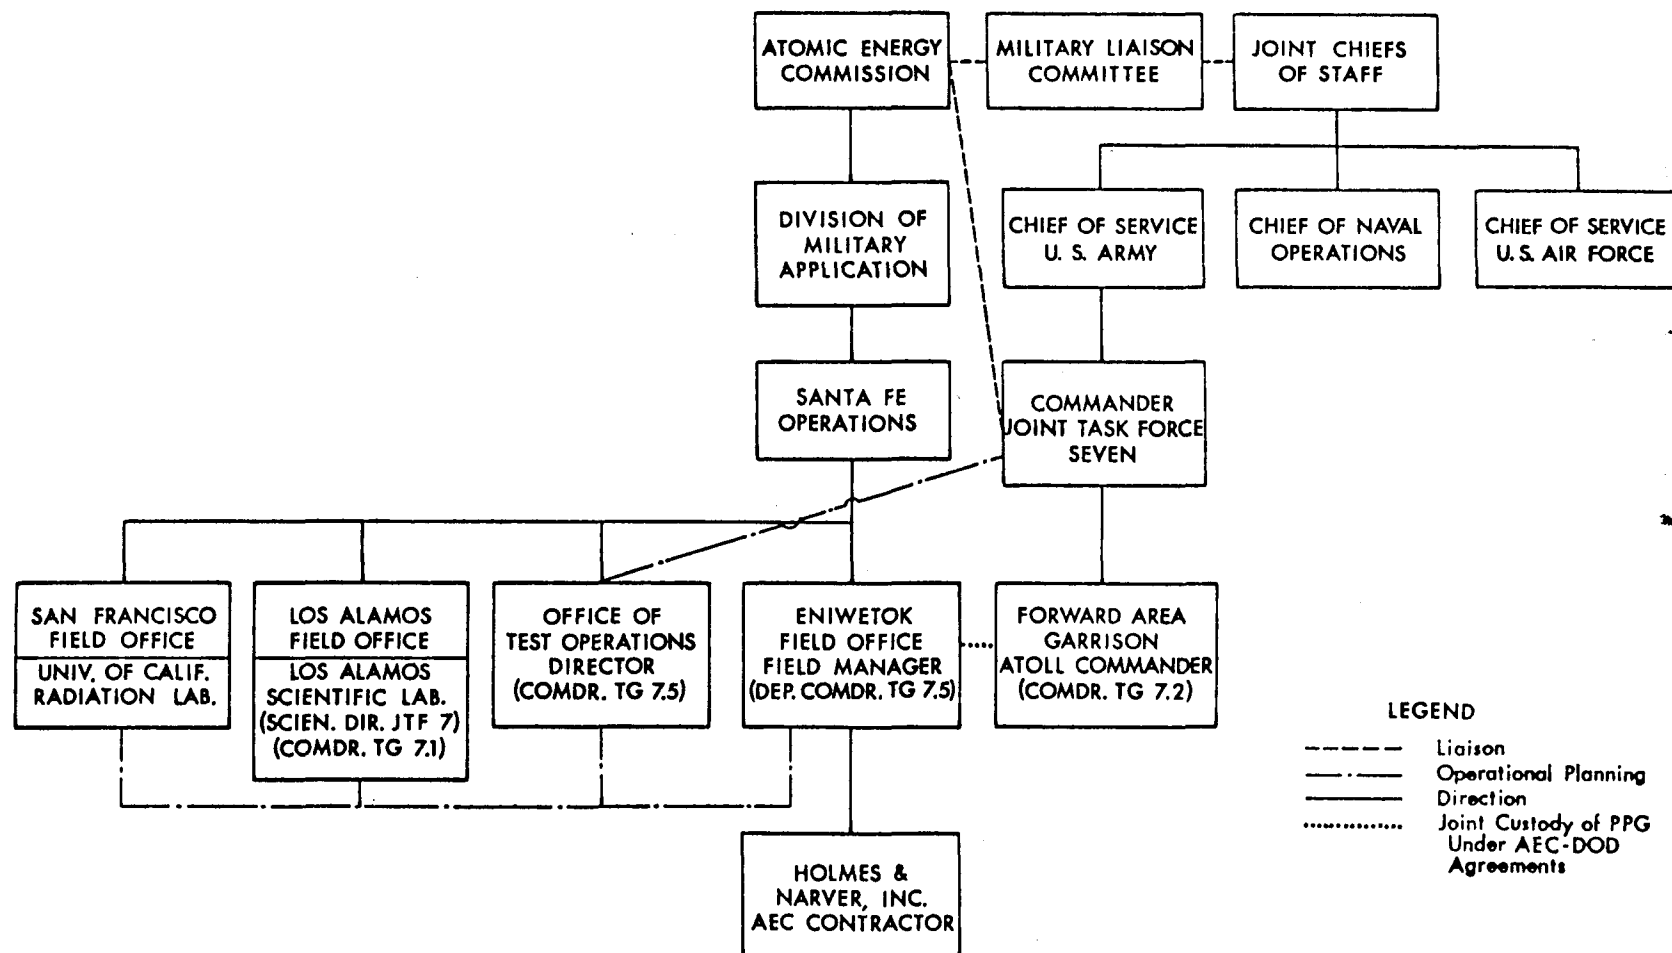 ATOMIC ENERGY
COMMISSION
MILITARY LIAISON
COMMITTEE
JOINT CHIEFS
OF STAFF
DIVISION OF
MILITARY
APPLICATION
CHIEF OF SERVICE
U. S. ARMY
CHIEF OF NAVAL
OPERATIONS
CHIEF OF SERVICE
U. S. AIR FORCE
SANTA FE
OPERATIONS
COMMANDER
JOINT TASK FORCE
SEVEN
SAN FRANCISCO
FIELD OFFICE
UNIV. OF CALIF.
RADIATION LAB.
LOS ALAMOS
FIELD OFFICE
LOS ALAMOS
SCIENTIFIC LAB.
(SCIEN. DIR. JTF 7)
(COMDR. TG 7.1)
OFFICE OF
TEST OPERATIONS
DIRECTOR
(COMDR. TG 7.5)
ENIWETOK
FIELD OFFICE
FIELD MANAGER
(DEP. COMDR. TG 7.5)
FORWARD AREA
GARRISON
ATOLL COMMANDER
(COMDR. TG 7.2)
HOLMES &
NARVER, INC.
AEC CONTRACTOR
LEGEND
Liaison
Operational Planning
Direction
Joint Custody of PPG
Under AEC-DOD
Agreements